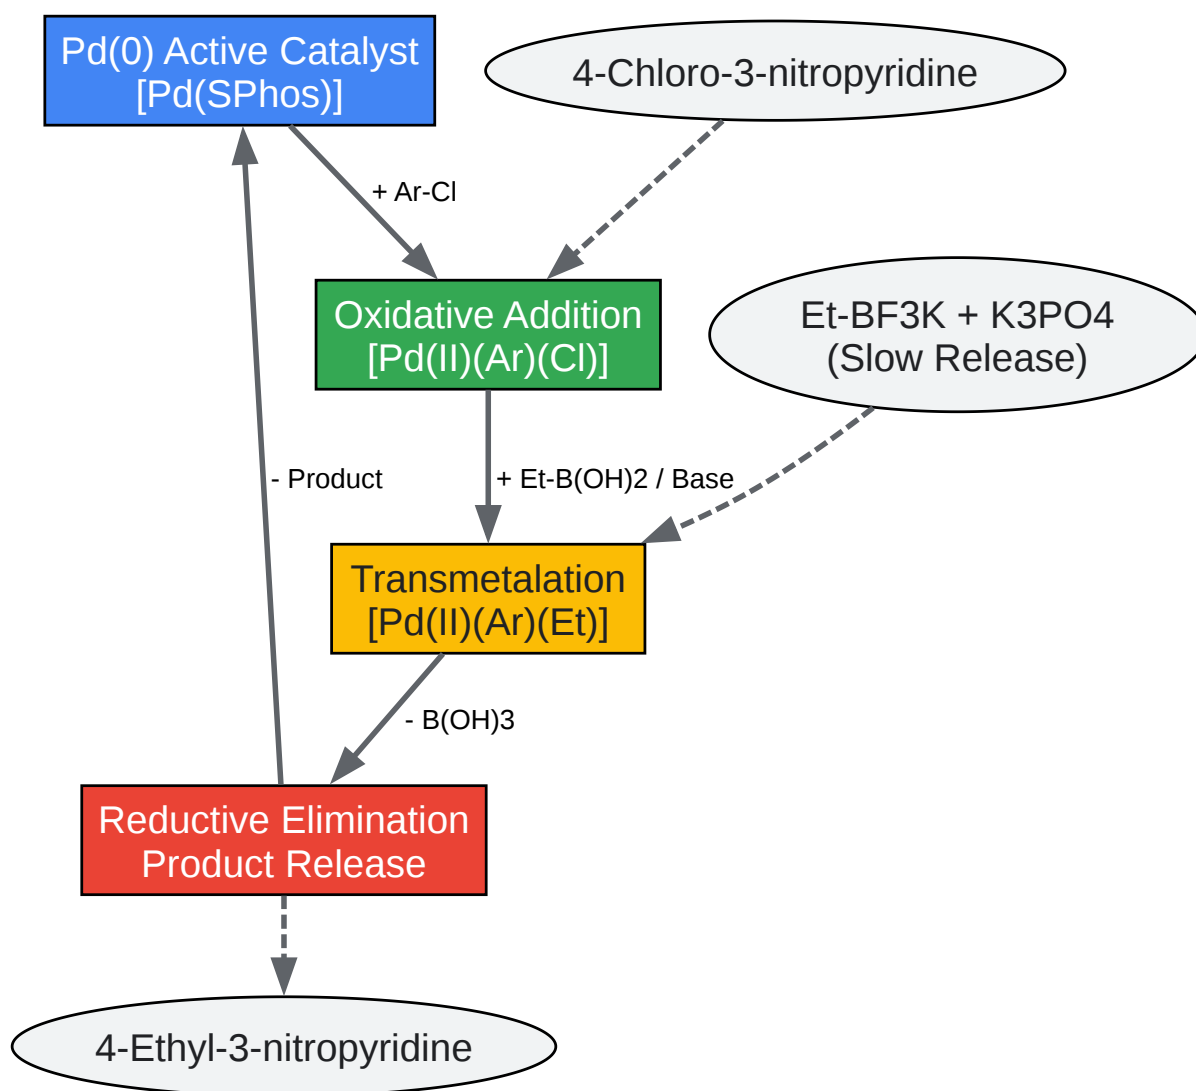 Pd(0) Active Catalyst
[Pd(SPhos)]
4-Chloro-3-nitropyridine
+ Ar-Cl
Oxidative Addition
[Pd(II)(Ar)(Cl)]
Et-BF3K + K3PO4
(Slow Release)
- Product
+ Et-B(OH)2 / Base
Transmetalation
[Pd(II)(Ar)(Et)]
- B(OH)3
Reductive Elimination
Product Release
4-Ethyl-3-nitropyridine